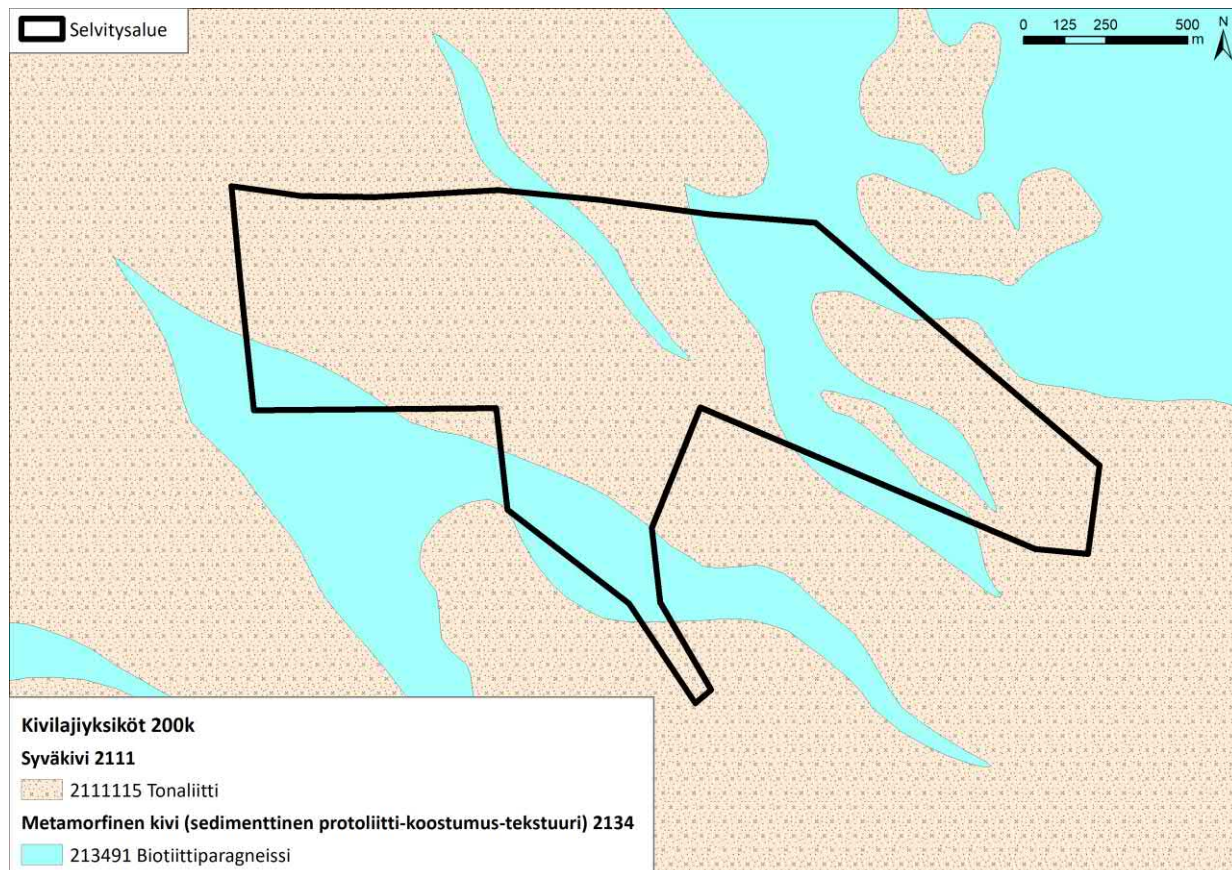 Selvitysalue
0 125 250 500
m
N
Kivilajiyksiköt 200k
Syväkivi 2111
2111115 Tonaliitti
Metamorfinen kivi (sedimenttinen protoliitti-koostumus-tekstuuri) 2134
213491 Biotiittiparagneissi